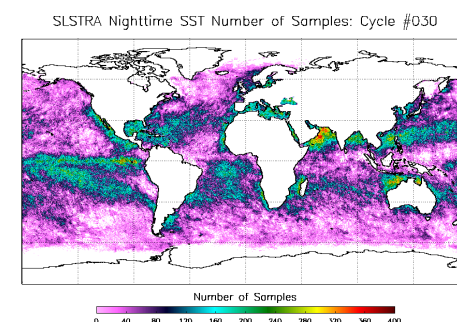 SLSTRA Nighttime SST Number of Samples: Cycle #030
Number of Samples
0 40 80 120 160 200 240 280 320 360 400